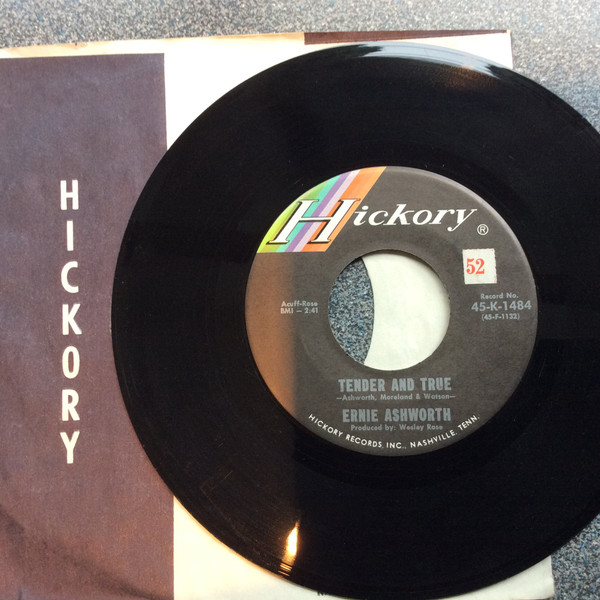 HICKORY
Hickory ®
52
Acuff-Rose
BMI — 2:41
Record No.
45-K-1484
(45-F-1132)
TENDER AND TRUE
—Ashworth, Moreland & Watson—
ERNIE ASHWORTH
Produced by: Wesley Rose
HICKORY RECORDS, INC., NASHVILLE, TENN.